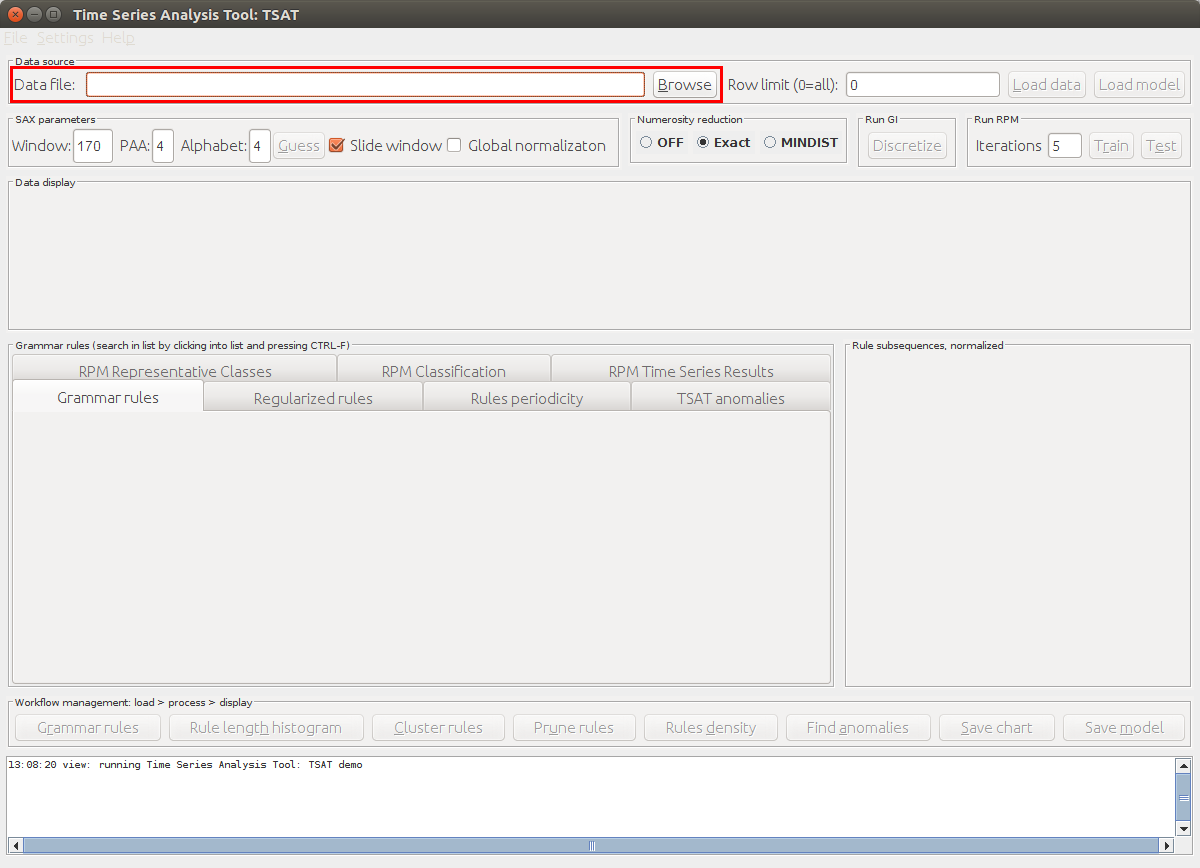 Time Series Analysis Tool: TSAT
File Settings Help
Data source
Data file: Browse Row limit (0=all): 0 Load data Load model
SAX parameters Numerosity reduction Run GI Run RPM
Window: 170 PAA: 4 Alphabet: 4 Guess Slide window Global normalizaton OFF Exact MINDIST Discretize Iterations 5 Train Test
Data display
Grammar rules (search in list by clicking into list and pressing CTRL-F) Rule subsequences, normalized
RPM Representative Classes RPM Classification RPM Time Series Results
Grammar rules Regularized rules Rules periodicity TSAT anomalies
Workflow management: load > process > display
Grammar rules Rule length histogram Cluster rules Prune rules Rules density Find anomalies Save chart Save model
13:08:20 view: running Time Series Analysis Tool: TSAT demo